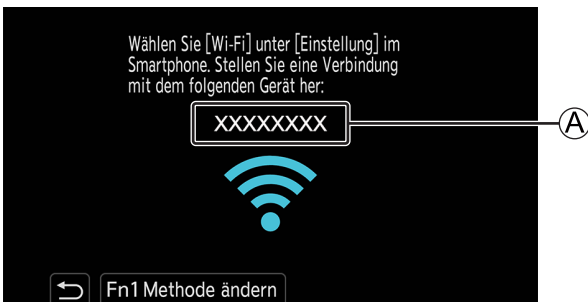 Wählen Sie [Wi-Fi] unter [Einstellung] im
Smartphone. Stellen Sie eine Verbindung
mit dem folgenden Gerät her:
XXXXXXXX
A
Fn1 Methode ändern